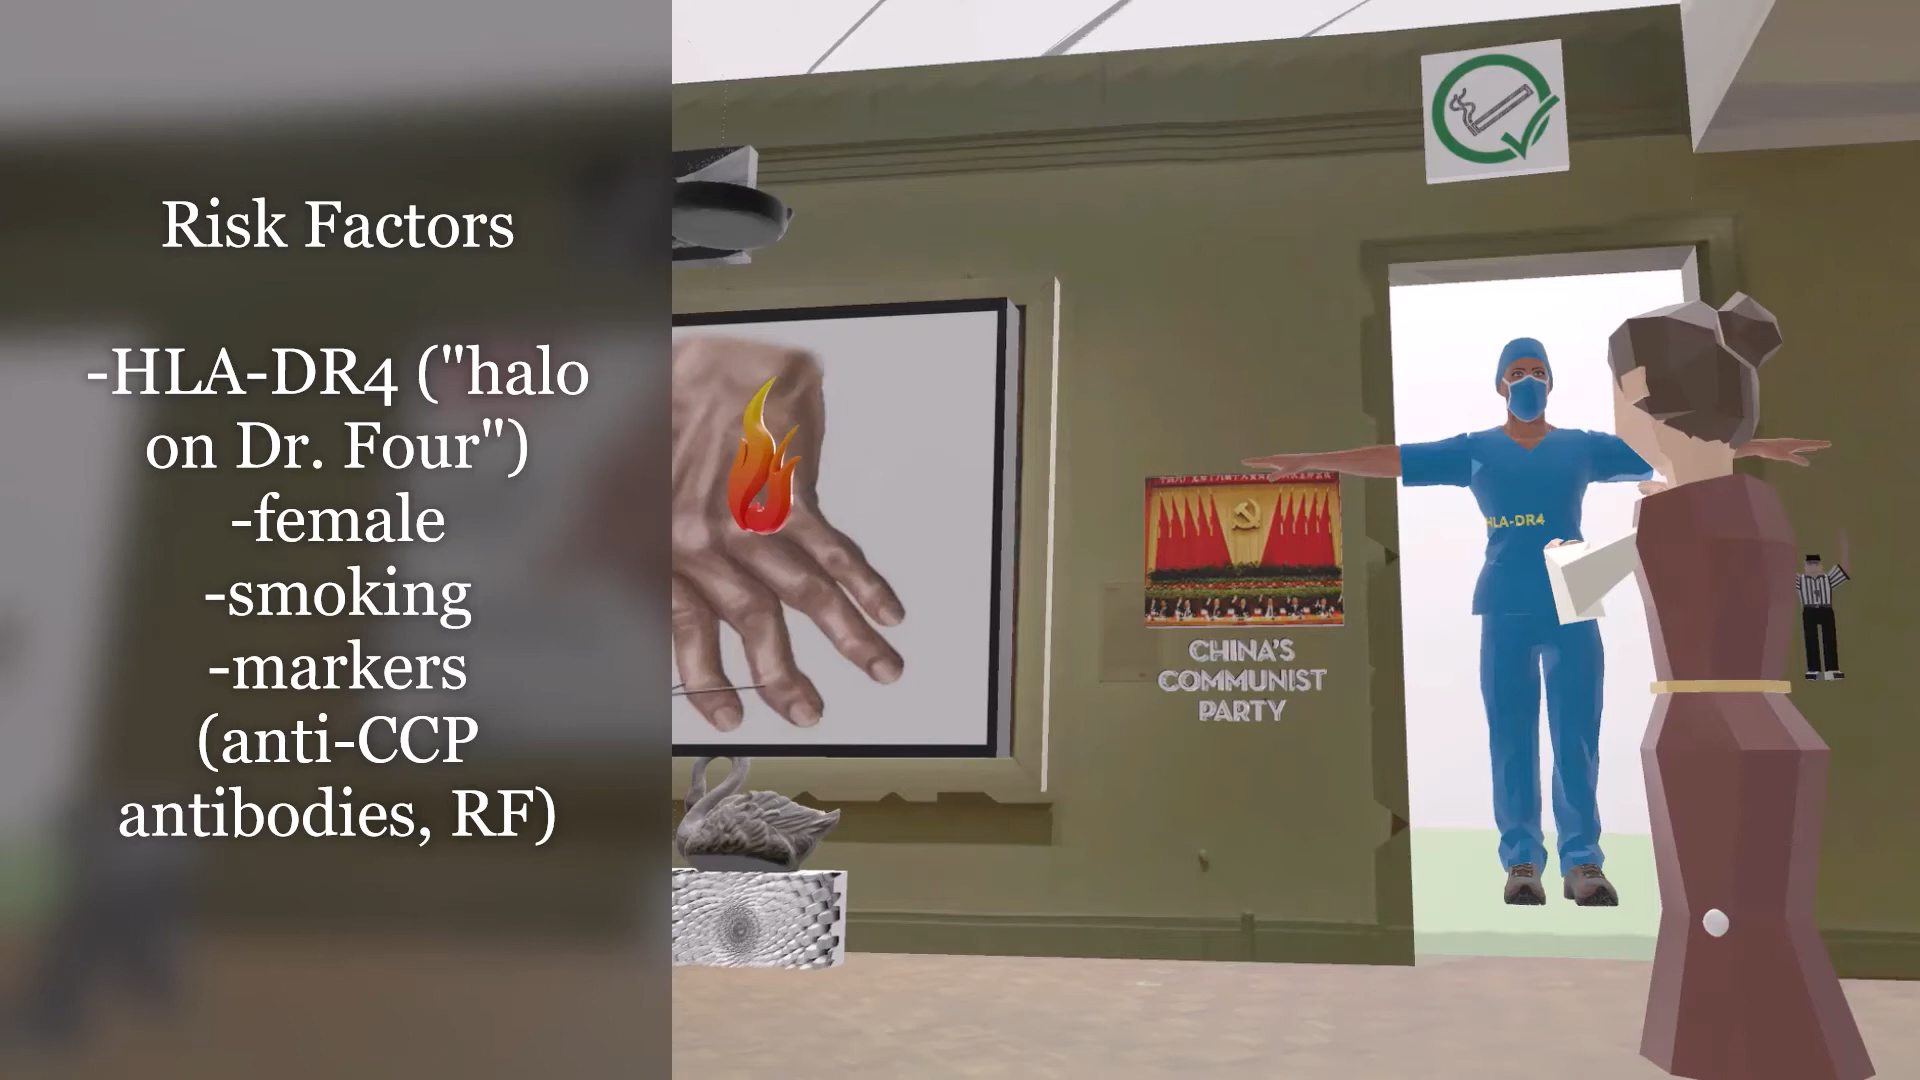 Risk Factors
-HLA-DR4 ("halo
on Dr. Four")
-female
-smoking
-markers
(anti-CCP
antibodies, RF)
HLA-DR4
CHINA'S
COMMUNIST
PARTY